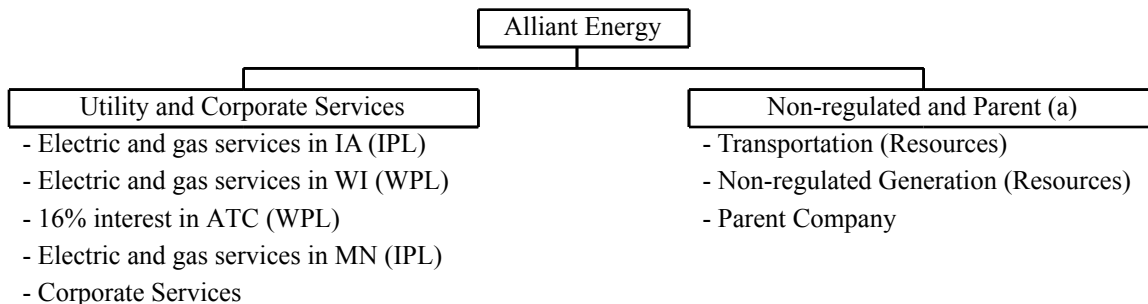 Alliant Energy
Utility and Corporate Services
- Electric and gas services in IA (IPL)
- Electric and gas services in WI (WPL)
- 16% interest in ATC (WPL)
- Electric and gas services in MN (IPL)
- Corporate Services
Non-regulated and Parent (a)
- Transportation (Resources)
- Non-regulated Generation (Resources)
- Parent Company